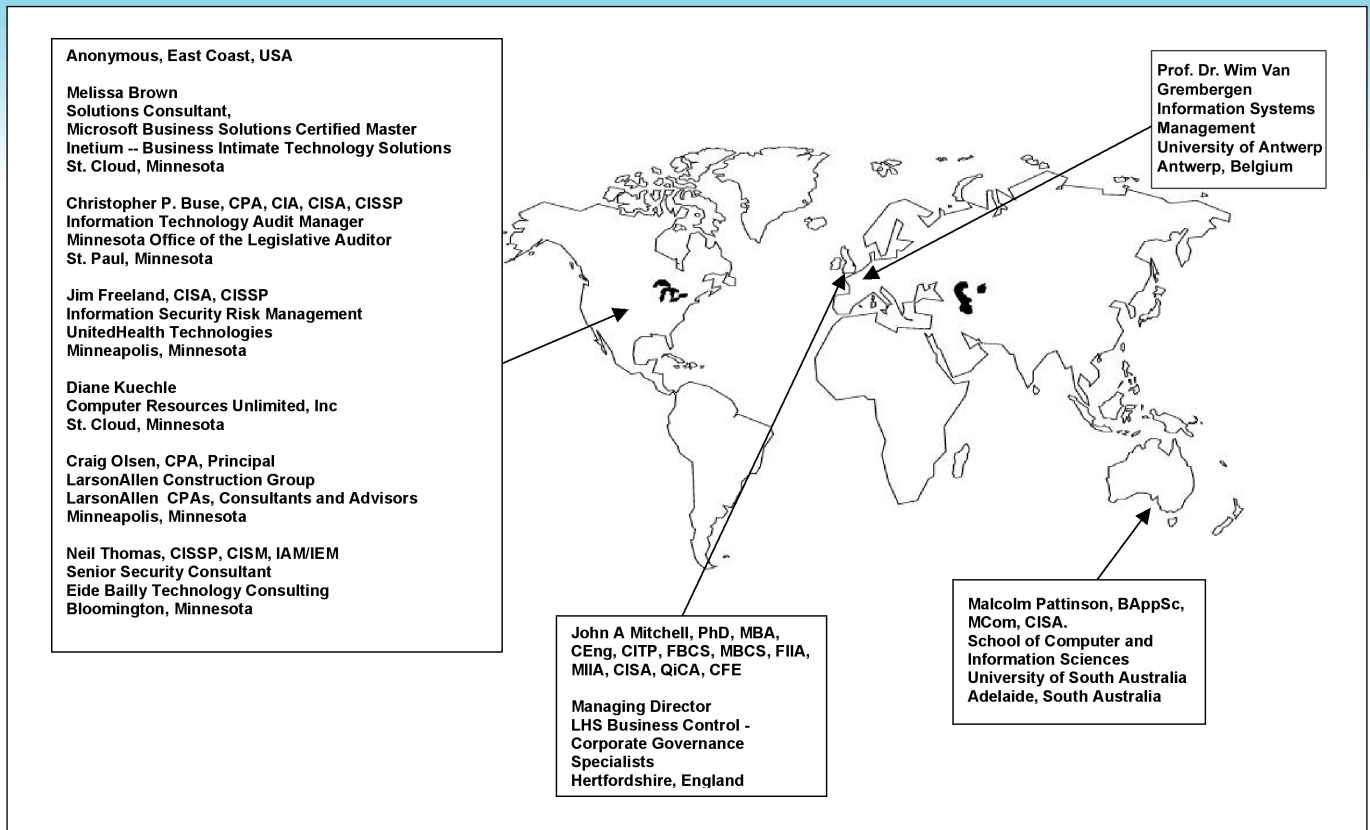 Anonymous, East Coast, USA
Melissa Brown
Solutions Consultant,
Microsoft Business Solutions Certified Master
Inetium -- Business Intimate Technology Solutions
St. Cloud, Minnesota
Christopher P. Buse, CPA, CIA, CISA, CISSP
Information Technology Audit Manager
Minnesota Office of the Legislative Auditor
St. Paul, Minnesota
Jim Freeland, CISA, CISSP
Information Security Risk Management
UnitedHealth Technologies
Minneapolis, Minnesota
Diane Kuechle
Computer Resources Unlimited, Inc
St. Cloud, Minnesota
Craig Olsen, CPA, Principal
LarsonAllen Construction Group
LarsonAllen CPAs, Consultants and Advisors
Minneapolis, Minnesota
Neil Thomas, CISSP, CISM, IAM/IEM
Senior Security Consultant
Eide Bailly Technology Consulting
Bloomington, Minnesota
Prof. Dr. Wim Van
Grembergen
Information Systems
Management
University of Antwerp
Antwerp, Belgium
John A Mitchell, PhD, MBA,
CEng, CITP, FBCS, MBCS, FIIA,
MIIA, CISA, QiCA, CFE
Managing Director
LHS Business Control -
Corporate Governance
Specialists
Hertfordshire, England
Malcolm Pattinson, BAppSc,
MCom, CISA.
School of Computer and
Information Sciences
University of South Australia
Adelaide, South Australia